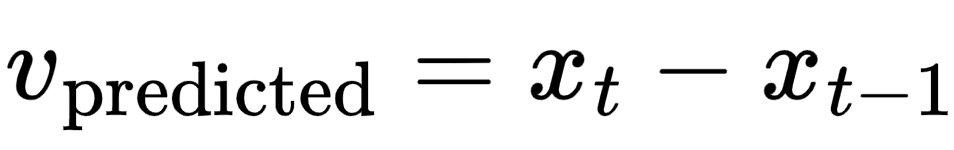 v_predicted = x_t − x_{t−1}